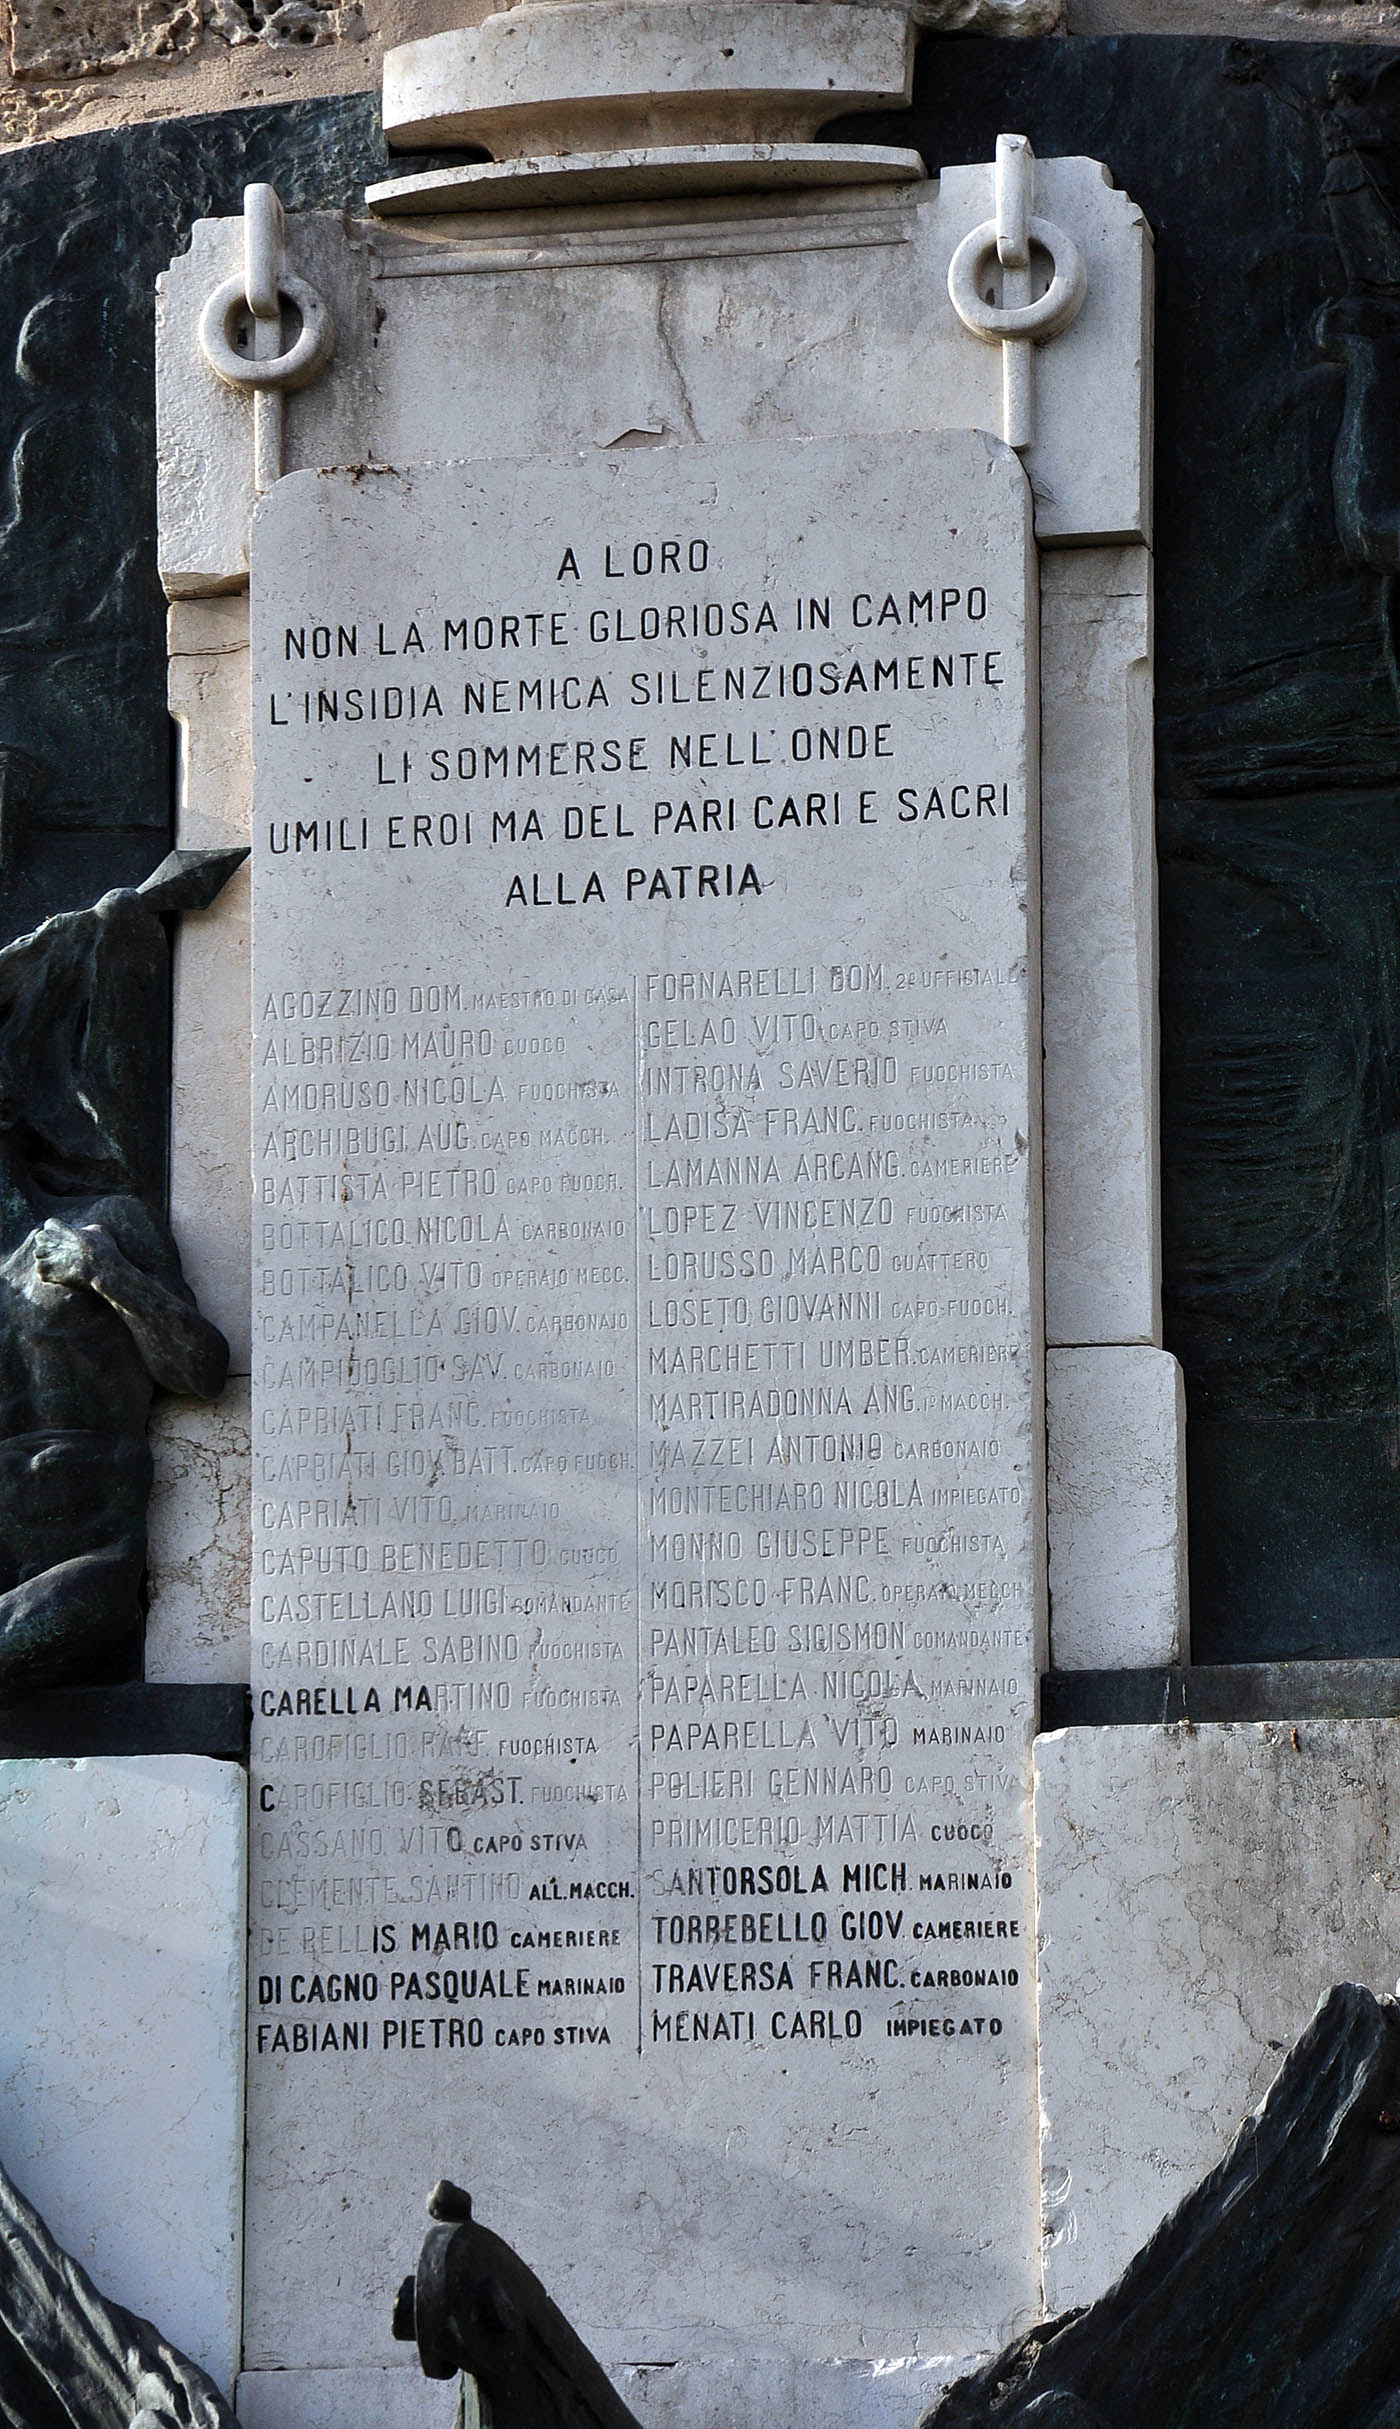 A LORO
NON LA MORTE GLORIOSA IN CAMPO
L'INSIDIA NEMICA SILENZIOSAMENTE
LI SOMMERSE NELL'ONDE
UMILI EROI MA DEL PARI CARI E SACRI
ALLA PATRIA
AGOZZINO DOM. MAESTRO DI CASA
ALBRIZIO MAURO CUOCO
AMORUSO NICOLA FUOCHISTA
ARCHIBUGI AUG. CAPO MACCH.
BATTISTA PIETRO CAPO FUOCH.
BOTTALICO NICOLA CARBONAIO
BOTTALICO VITO OPERAIO MECC.
CAMPANELLA GIOV. CARBONAIO
CAMPIDOGLIO SAV. CARBONAIO
CAPRIATI FRANC. FUOCHISTA
CAPRIATI GIOV. BATT. CAPO FUOCH.
CAPRIATI VITO MARINAIO
CAPUTO BENEDETTO CUOCO
CASTELLANO LUIGI COMANDANTE
CARDINALE SABINO FUOCHISTA
CARELLA MARTINO FUOCHISTA
CAROFIGLIO RAFF. FUOCHISTA
CAROFIGLIO SEBAST. FUOCHISTA
CASSANO VITO CAPO STIVA
CLEMENTE SANTINO ALL. MACCH.
DE BELLIS MARIO CAMERIERE
DI CAGNO PASQUALE MARINAIO
FABIANI PIETRO CAPO STIVA
FORNARELLI DOM. 2º UFFICIALE
GELAO VITO CAPO STIVA
INTRONA SAVERIO FUOCHISTA
LADISA FRANC. FUOCHISTA
LAMANNA ARCANG. CAMERIERE
LOPEZ VINCENZO FUOCHISTA
LORUSSO MARCO GUATTERO
LOSETO GIOVANNI CAPO FUOCH.
MARCHETTI UMBER. CAMERIERE
MARTIRADONNA ANG. 1º MACCH.
MAZZEI ANTONIO CARBONAIO
MONTECHIARO NICOLA IMPIEGATO
MONNO GIUSEPPE FUOCHISTA
MORISCO FRANC. OPERAIO MECCH
PANTALEO SIGISMON COMANDANTE
PAPARELLA NICOLA MARINAIO
PAPARELLA VITO MARINAIO
POLIERI GENNARO CAPO STIVA
PRIMICERIO MATTIA CUOCO
SANTORSOLA MICH. MARINAIO
TORREBELLO GIOV. CAMERIERE
TRAVERSA FRANC. CARBONAIO
MENATI CARLO IMPIEGATO